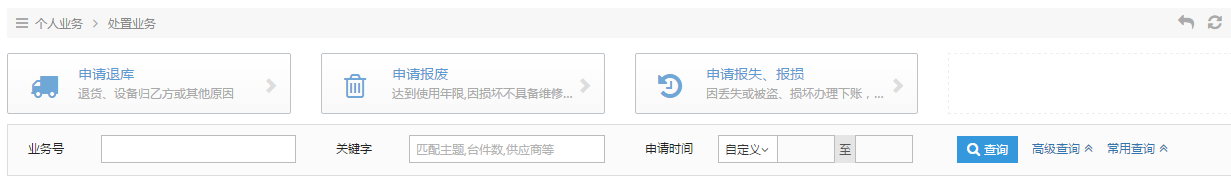 个人业务 > 处置业务
申请退库
退货、设备归乙方或其他原因
申请报废
达到使用年限,因损坏不具备维修...
申请报失、报损
因丢失或被盗、损坏办理下账，...
业务号
关键字 匹配主题,台件数,供应商等
申请时间 自定义 至
查询 高级查询 常用查询